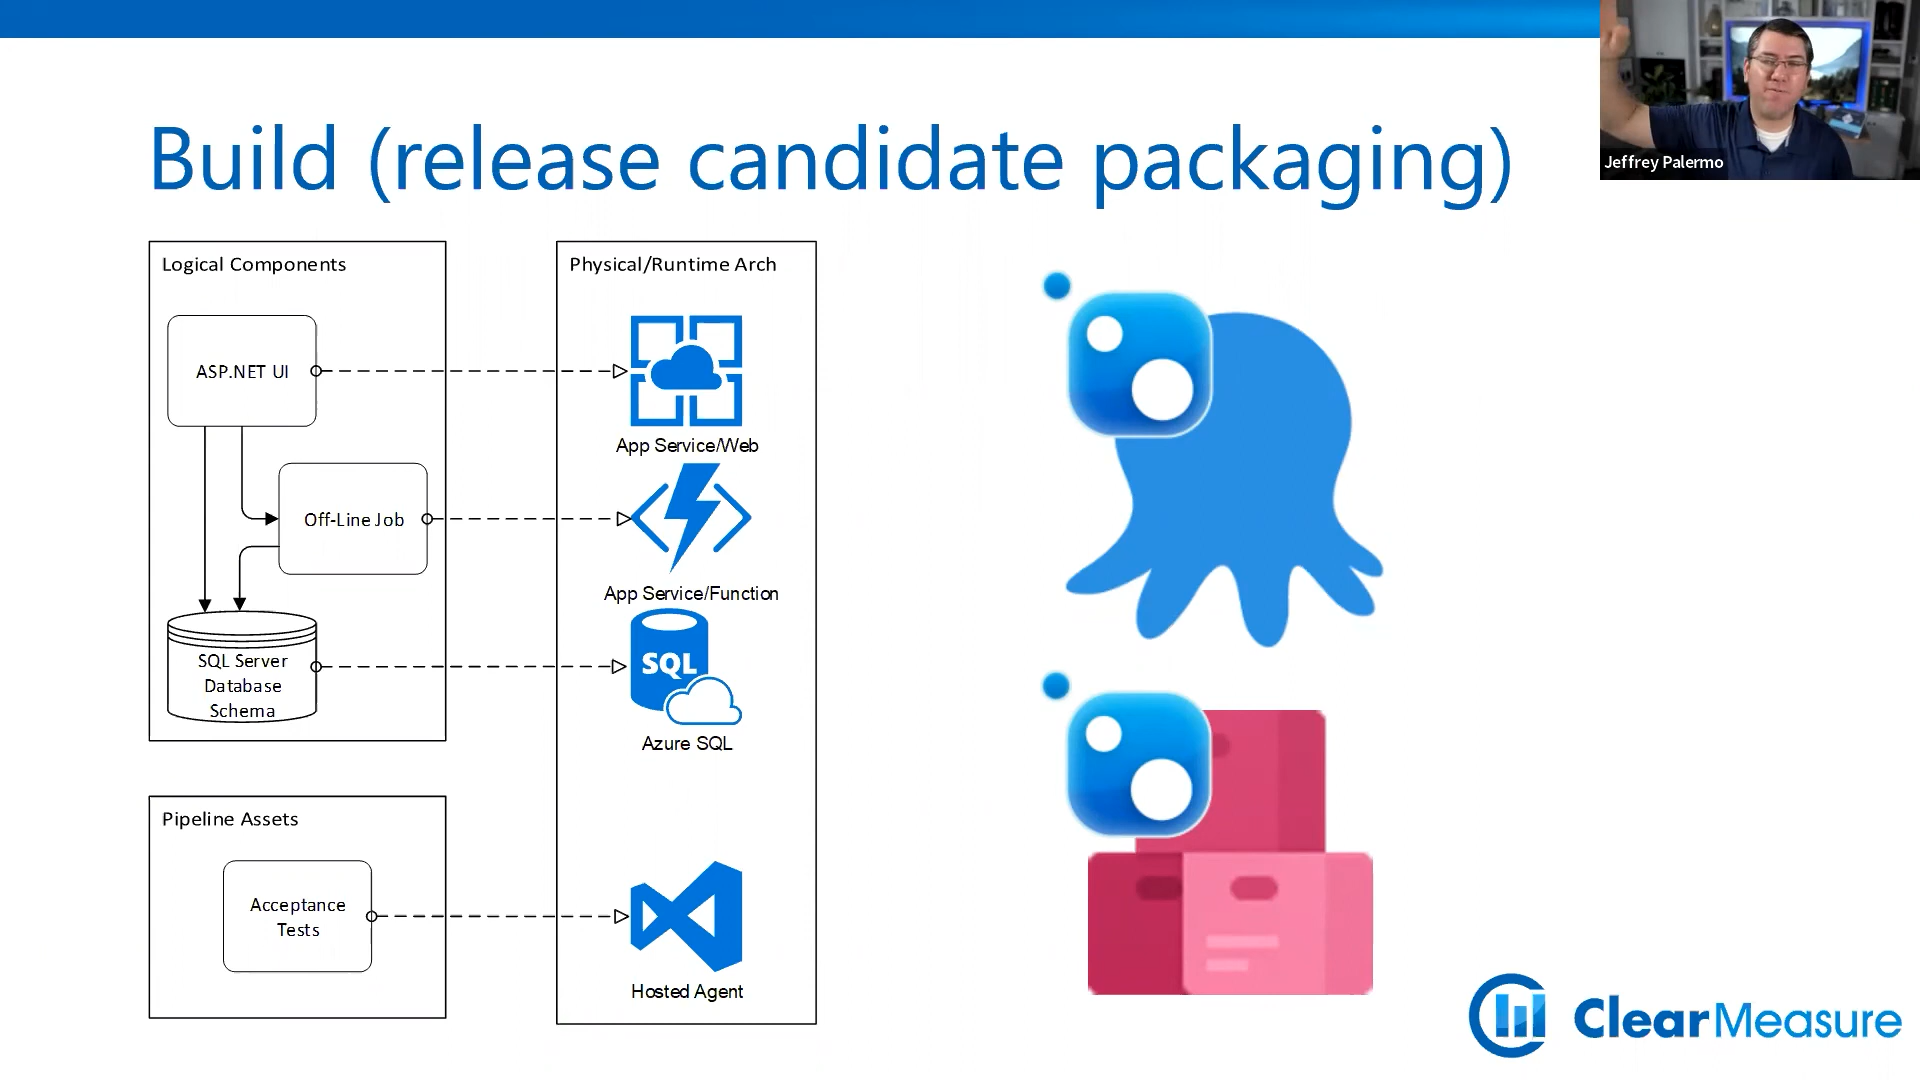 Build (release candidate packaging)
Jeffrey Palermo
Logical Components
ASP.NET UI
Off-Line Job
SQL Server
Database
Schema
Pipeline Assets
Acceptance
Tests
Physical/Runtime Arch
App Service/Web
App Service/Function
SQL
Azure SQL
Hosted Agent
ClearMeasure